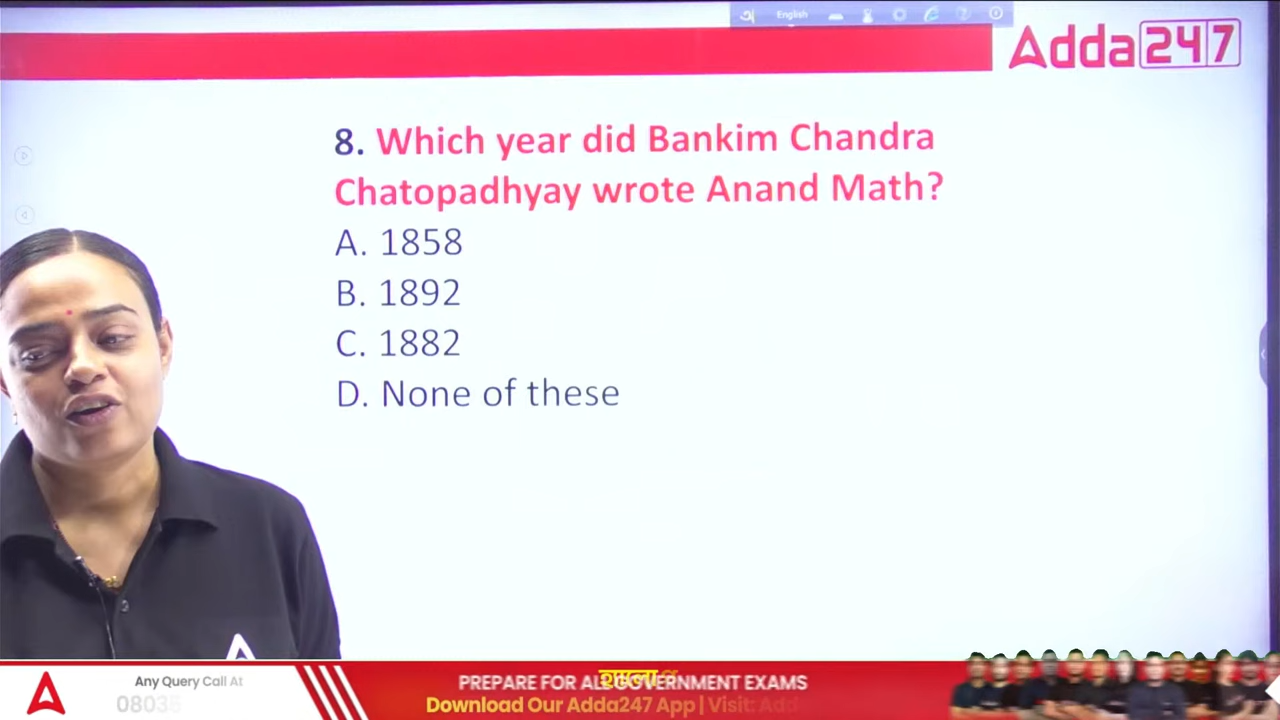 English
Adda247
8. Which year did Bankim Chandra
Chatopadhyay wrote Anand Math?
A. 1858
B. 1892
C. 1882
D. None of these
Any Query Call At
PREPARE FOR ALL GOVERNMENT EXAMS
Download Our Adda247 App | Visit: